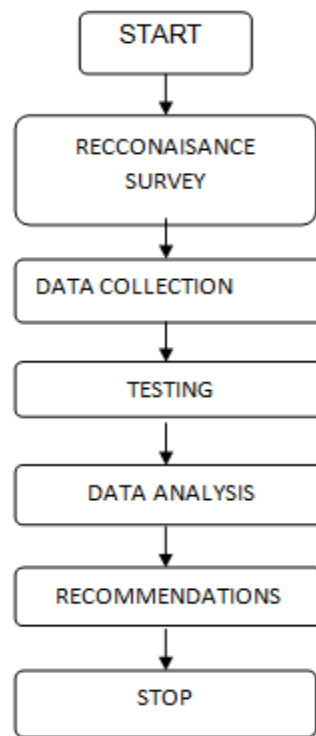 START
RECCONAISANCE
SURVEY
DATA COLLECTION
TESTING
DATA ANALYSIS
RECOMMENDATIONS
STOP